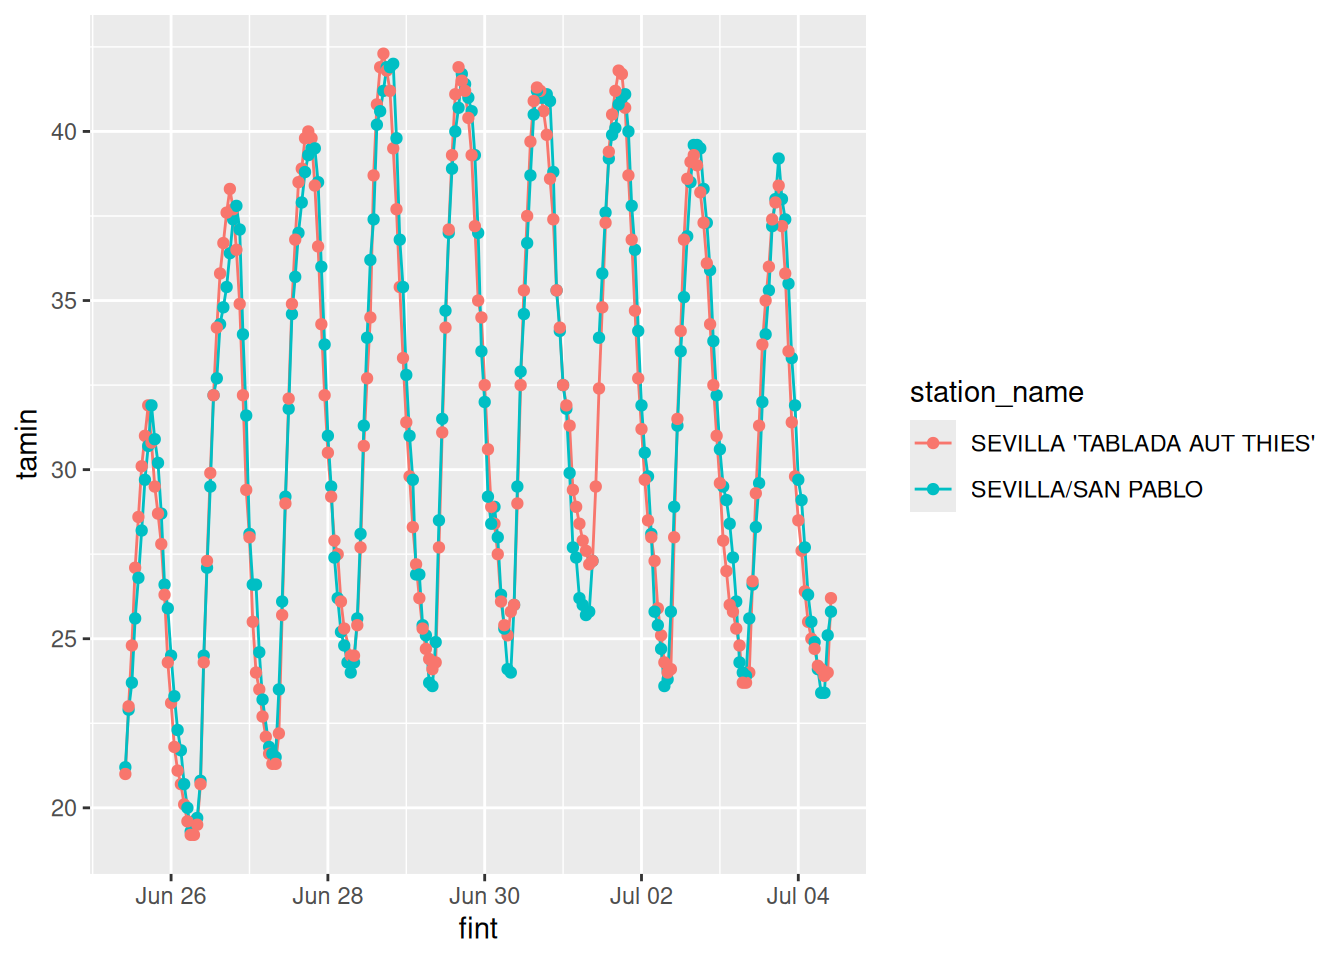 tamin
40
35
30
25
20
Jun 26
Jun 28
Jun 30
Jul 02
Jul 04
fint
station_name
SEVILLA 'TABLADA AUT THIES'
SEVILLA/SAN PABLO